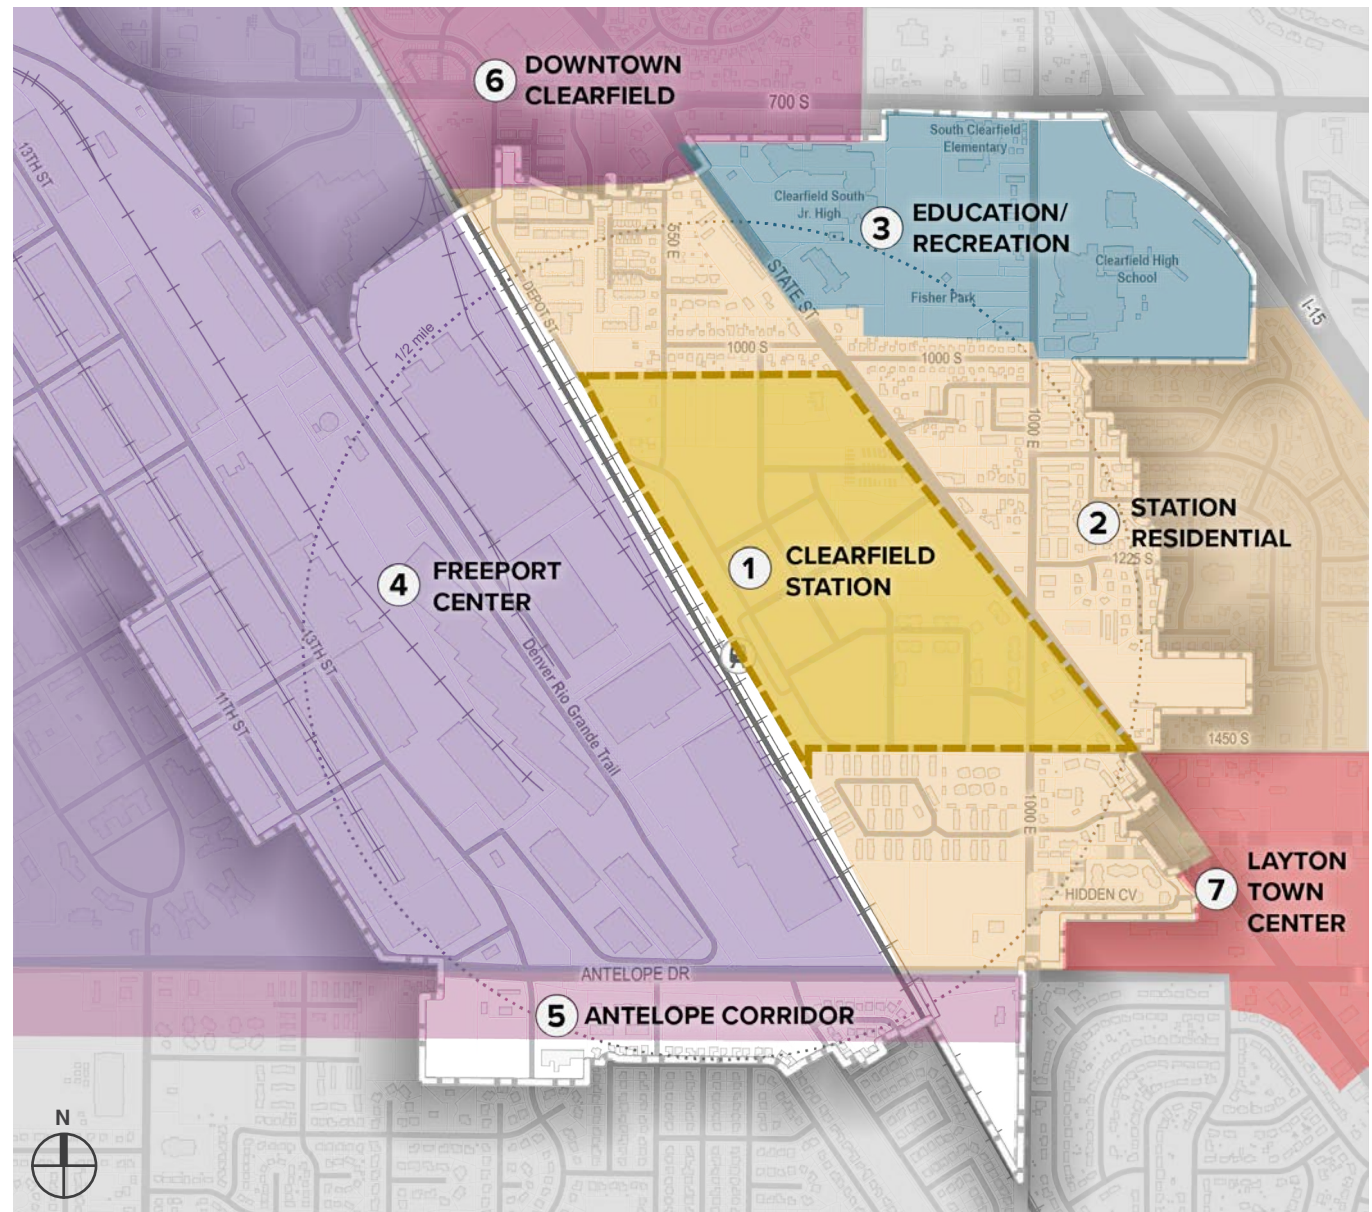 6
DOWNTOWN
CLEARFIELD
700 S
South Clearfield
Elementary
13TH ST
Clearfield South
Jr. High
3
EDUCATION/
RECREATION
550 E
Clearfield High
School
STATE ST
DEPOT ST
Fisher Park
I-15
1/2 mile
1000 S
1000 S
1000 E
2
STATION
RESIDENTIAL
1225 S
1
CLEARFIELD
STATION
4
FREEPORT
CENTER
13TH ST
Denver Rio Grande Trail
11TH ST
1450 S
1000 E
7
LAYTON
TOWN
CENTER
HIDDEN CV
ANTELOPE DR
5
ANTELOPE CORRIDOR
N